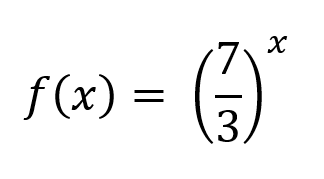 f(x) = (7/3)^x